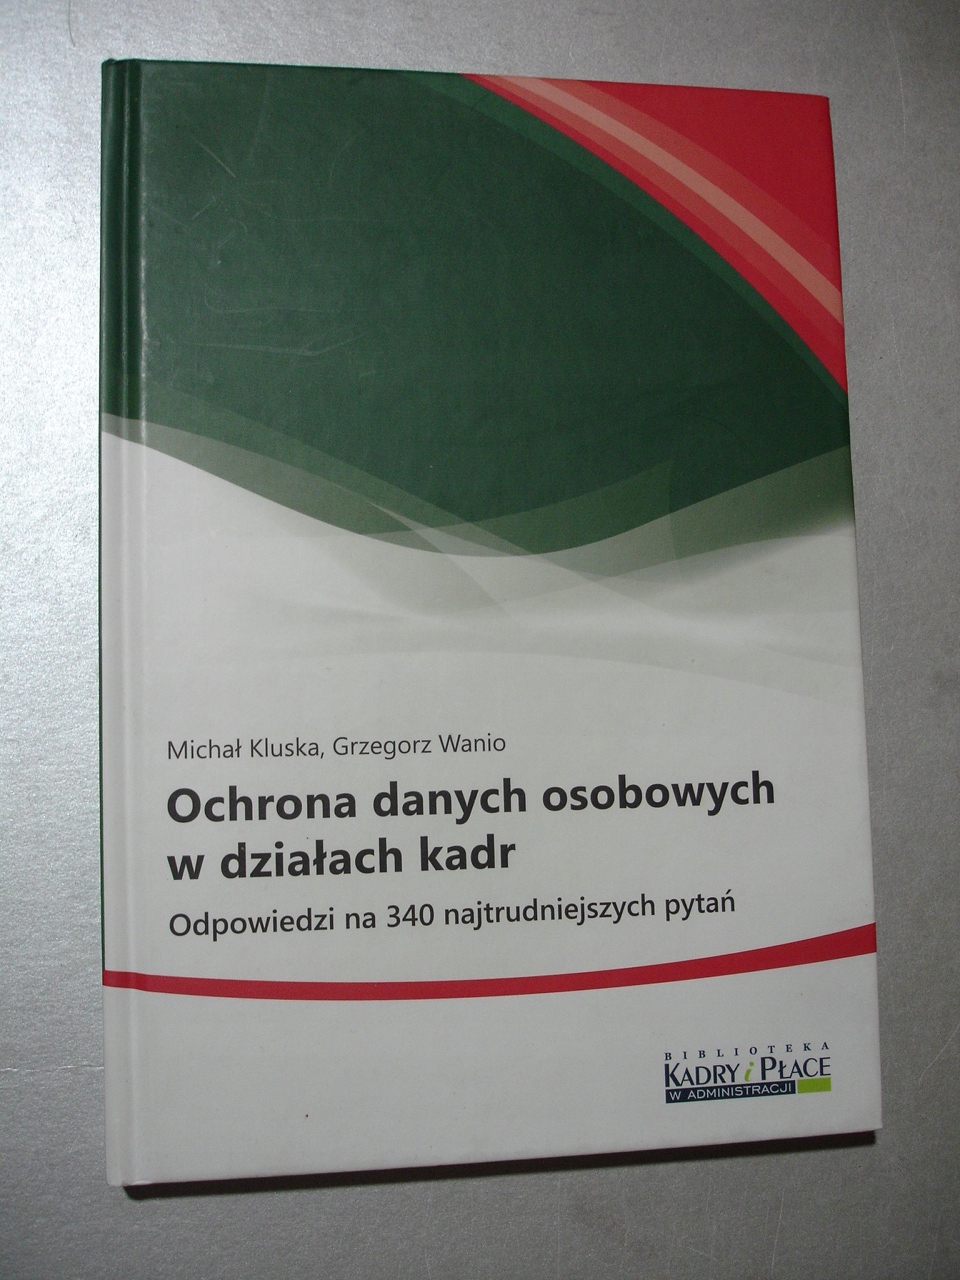 Michał Kluska, Grzegorz Wanio
Ochrona danych osobowych
w działach kadr
Odpowiedzi na 340 najtrudniejszych pytań
BIBLIOTEKA
KADRY i PŁACE
W ADMINISTRACJI